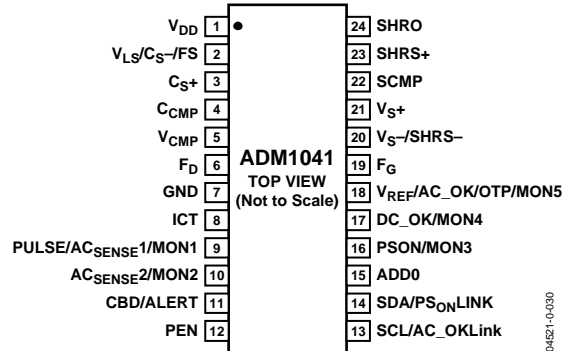 VDD 1
VLS/CS–/FS 2
CS+ 3
CCMP 4
VCMP 5
FD 6
GND 7
ICT 8
PULSE/ACSENSE1/MON1 9
ACSENSE2/MON2 10
CBD/ALERT 11
PEN 12
ADM1041
TOP VIEW
(Not to Scale)
24 SHRO
23 SHRS+
22 SCMP
21 VS+
20 VS–/SHRS–
19 FG
18 VREF/AC_OK/OTP/MON5
17 DC_OK/MON4
16 PSON/MON3
15 ADD0
14 SDA/PSONLINK
13 SCL/AC_OKLink
04521-0-030